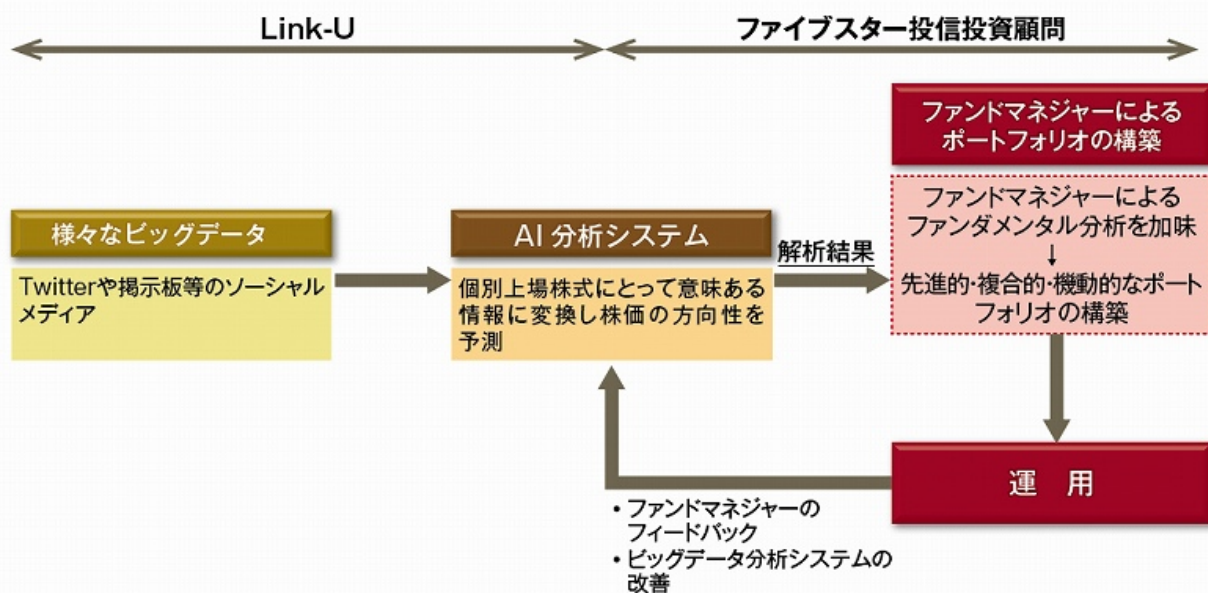 Link-U
ファイブスター投信投資顧問
ファンドマネジャーによる
ポートフォリオの構築
様々なビッグデータ
Twitterや掲示板等のソーシャル
メディア
AI 分析システム
個別上場株式にとって意味ある
情報に変換し株価の方向性を
予測
解析結果
ファンドマネジャーによる
ファンダメンタル分析を加味
↓
先進的・複合的・機動的なポート
フォリオの構築
運 用
・ファンドマネジャーの
フィードバック
・ビッグデータ分析システムの
改善